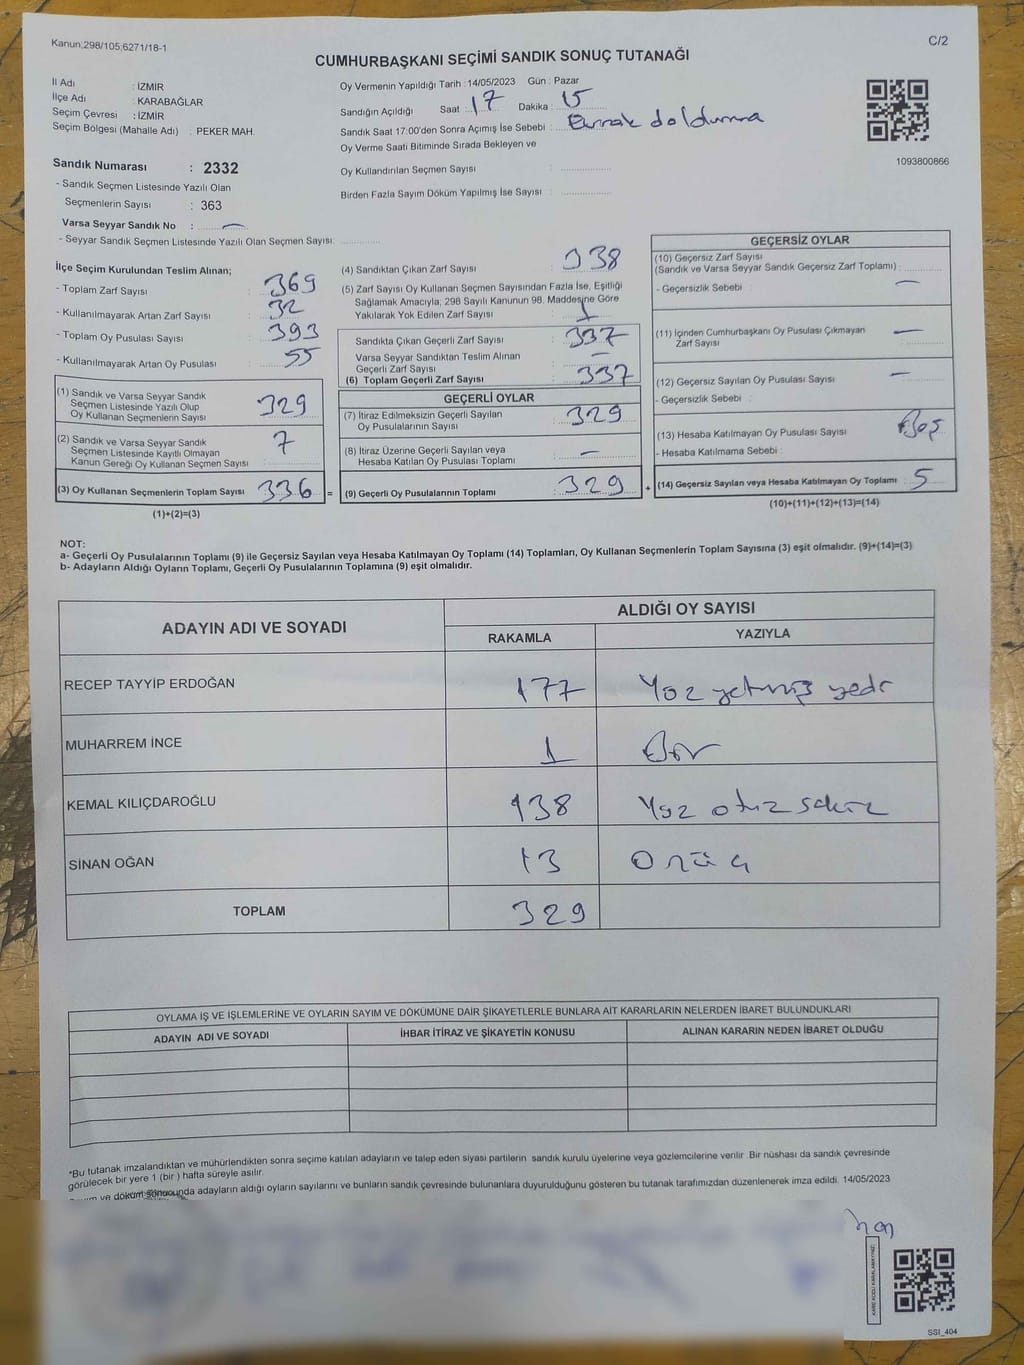 Kanun,298/105,6271/18-1
C/2
CUMHURBAŞKANI SEÇİMİ SANDIK SONUÇ TUTANAĞI
İl Adı : İZMİR
İlçe Adı : KARABAĞLAR
Seçim Çevresi : İZMİR
Seçim Bölgesi (Mahalle Adı) : PEKER MAH.
Sandık Numarası : 2332
- Sandık Seçmen Listesinde Yazılı Olan
Seçmenlerin Sayısı : 363
Varsa Seyyar Sandık No : —
- Seyyar Sandık Seçmen Listesinde Yazılı Olan Seçmen Sayısı:
Oy Vermenin Yapıldığı Tarih : 14/05/2023 Gün : Pazar
Sandığın Açıldığı Saat : 17 Dakika : 15
Sandık Saat 17:00'den Sonra Açımış İse Sebebi : Evrak doldurma
Oy Verme Saati Bitiminde Sırada Bekleyen ve
Oy Kullandırılan Seçmen Sayısı :
Birden Fazla Sayım Döküm Yapılmış İse Sayısı :
1093800866
İlçe Seçim Kurulundan Teslim Alınan;
- Toplam Zarf Sayısı : 369
- Kullanılmayarak Artan Zarf Sayısı : 32
- Toplam Oy Pusulası Sayısı : 393
- Kullanılmayarak Artan Oy Pusulası : 55
(1) Sandık ve Varsa Seyyar Sandık
Seçmen Listesinde Yazılı Olup
Oy Kullanan Seçmenlerin Sayısı : 329
(2) Sandık ve Varsa Seyyar Sandık
Seçmen Listesinde Kayıtlı Olmayan
Kanun Gereği Oy Kullanan Seçmen Sayısı : 7
(3) Oy Kullanan Seçmenlerin Toplam Sayısı : 336 =
(1)+(2)=(3)
(4) Sandıktan Çıkan Zarf Sayısı : 338
(5) Zarf Sayısı Oy Kullanan Seçmen Sayısından Fazla İse, Eşitliği
Sağlamak Amacıyla; 298 Sayılı Kanunun 98. Maddesine Göre
Yakılarak Yok Edilen Zarf Sayısı : 1
Sandıkta Çıkan Geçerli Zarf Sayısı : 337
Varsa Seyyar Sandıktan Teslim Alınan
Geçerli Zarf Sayısı : —
(6) Toplam Geçerli Zarf Sayısı : 337
GEÇERLİ OYLAR
(7) İtiraz Edilmeksizin Geçerli Sayılan
Oy Pusulalarının Sayısı : 329
(8) İtiraz Üzerine Geçerli Sayılan veya
Hesaba Katılan Oy Pusulası Toplamı : —
(9) Geçerli Oy Pusulalarının Toplamı : 329 +
GEÇERSİZ OYLAR
(10) Geçersiz Zarf Sayısı
(Sandık ve Varsa Seyyar Sandık Geçersiz Zarf Toplamı) :
- Geçersizlik Sebebi : —
(11) İçinden Cumhurbaşkanı Oy Pusulası Çıkmayan
Zarf Sayısı : —
(12) Geçersiz Sayılan Oy Pusulası Sayısı : —
- Geçersizlik Sebebi :
(13) Hesaba Katılmayan Oy Pusulası Sayısı : Boş
- Hesaba Katılmama Sebebi :
(14) Geçersiz Sayılan veya Hesaba Katılmayan Oy Toplamı : 5
(10)+(11)+(12)+(13)=(14)
NOT:
a- Geçerli Oy Pusulalarının Toplamı (9) ile Geçersiz Sayılan veya Hesaba Katılmayan Oy Toplamı (14) Toplamları, Oy Kullanan Seçmenlerin Toplam Sayısına (3) eşit olmalıdır. (9)+(14)=(3)
b- Adayların Aldığı Oyların Toplamı, Geçerli Oy Pusulalarının Toplamına (9) eşit olmalıdır.
ADAYIN ADI VE SOYADI
ALDIĞI OY SAYISI
RAKAMLA YAZIYLA
RECEP TAYYİP ERDOĞAN 177 Yüz yetmiş yedi
MUHARREM İNCE 1 Bir
KEMAL KILIÇDAROĞLU 138 Yüz otuz sekiz
SİNAN OĞAN 13 Onüç
TOPLAM 329
OYLAMA İŞ VE İŞLEMLERİNE VE OYLARIN SAYIM VE DÖKÜMÜNE DAİR ŞİKAYETLERLE BUNLARA AİT KARARLARIN NELERDEN İBARET BULUNDUKLARI
ADAYIN ADI VE SOYADI İHBAR İTİRAZ VE ŞİKAYETİN KONUSU ALINAN KARARIN NEDEN İBARET OLDUĞU
*Bu tutanak imzalandıktan ve mühürlendikten sonra seçime katılan adayların ve talep eden siyasi partilerin sandık kurulu üyelerine veya gözlemcilerine verilir Bir nüshası da sandık çevresinde
görülecek bir yere 1 (bir ) hafta süreyle asılır.
Sayım ve döküm sonucunda adayların aldığı oyların sayılarını ve bunların sandık çevresinde bulunanlara duyurulduğunu gösteren bu tutanak tarafımızdan düzenlenerek imza edildi. 14/05/2023
KARE KODU KARALAMAYINIZ!
SSI_404